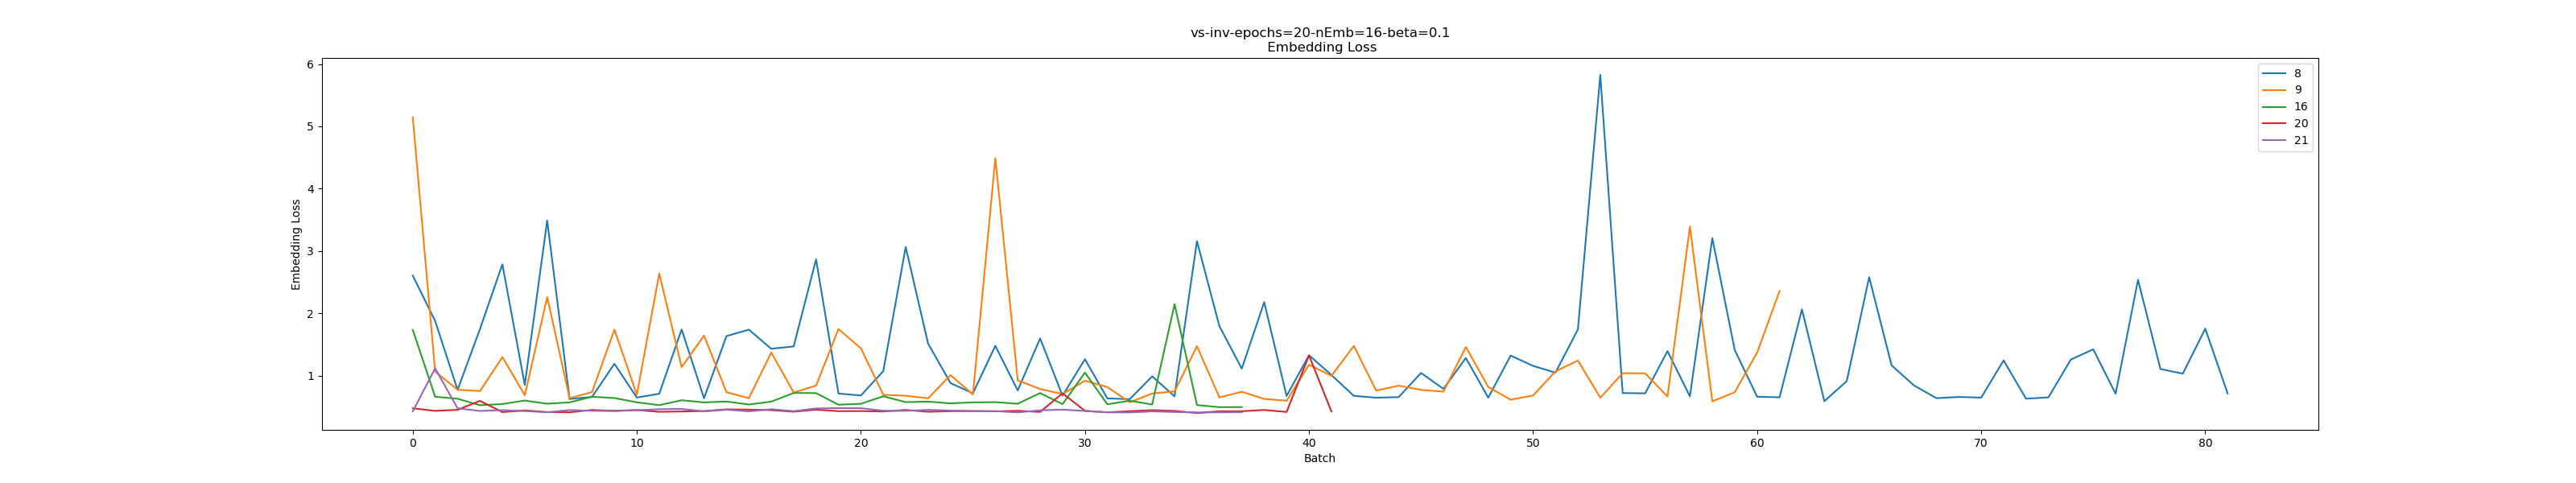 vs-inv-epochs=20-nEmb=16-beta=0.1
Embedding Loss
6
5
4
3
2
1
Embedding Loss
0 10 20 30 40 50 60 70 80
Batch
8
9
16
20
21